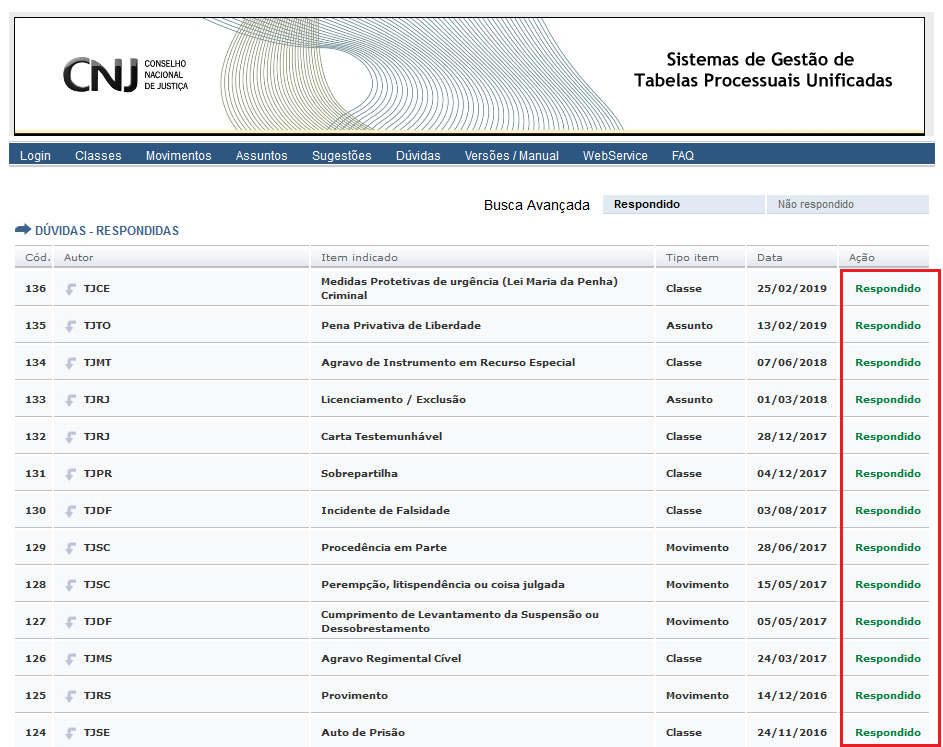 CNJ CONSELHO
NACIONAL
DE JUSTIÇA
Sistemas de Gestão de
Tabelas Processuais Unificadas
Login Classes Movimentos Assuntos Sugestões Dúvidas Versões / Manual WebService FAQ
Busca Avançada Respondido Não respondido
DÚVIDAS - RESPONDIDAS
Cód. Autor Item indicado Tipo item Data Ação
136 TJCE Medidas Protetivas de urgência (Lei Maria da Penha)
Criminal Classe 25/02/2019 Respondido
135 TJTO Pena Privativa de Liberdade Assunto 13/02/2019 Respondido
134 TJMT Agravo de Instrumento em Recurso Especial Classe 07/06/2018 Respondido
133 TJRJ Licenciamento / Exclusão Assunto 01/03/2018 Respondido
132 TJRJ Carta Testemunhável Classe 28/12/2017 Respondido
131 TJPR Sobrepartilha Classe 04/12/2017 Respondido
130 TJDF Incidente de Falsidade Classe 03/08/2017 Respondido
129 TJSC Procedência em Parte Movimento 28/06/2017 Respondido
128 TJSC Perempção, litispendência ou coisa julgada Movimento 15/05/2017 Respondido
127 TJDF Cumprimento de Levantamento da Suspensão ou
Dessobrestamento Movimento 05/05/2017 Respondido
126 TJMS Agravo Regimental Cível Classe 24/03/2017 Respondido
125 TJRS Provimento Movimento 14/12/2016 Respondido
124 TJSE Auto de Prisão Classe 24/11/2016 Respondido